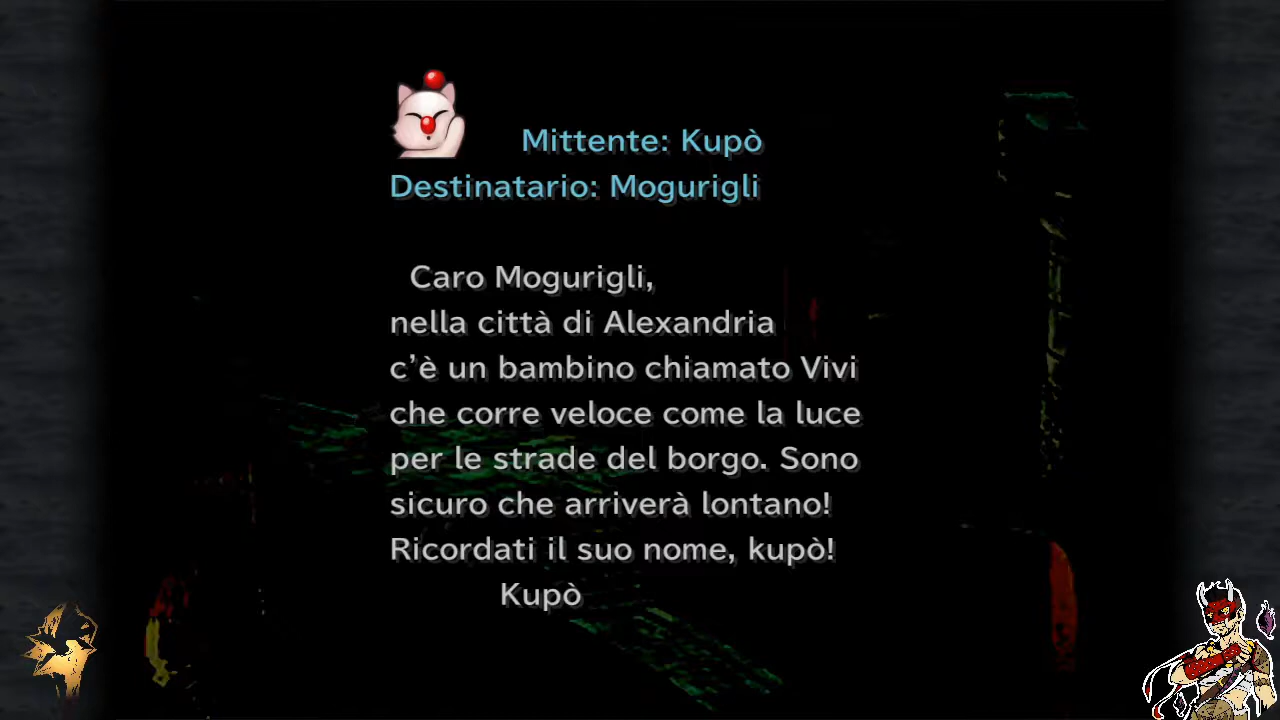 Mittente: Kupò
Destinatario: Mogurigli
Caro Mogurigli,
nella città di Alexandria
c'è un bambino chiamato Vivi
che corre veloce come la luce
per le strade del borgo. Sono
sicuro che arriverà lontano!
Ricordati il suo nome, kupò!
Kupò